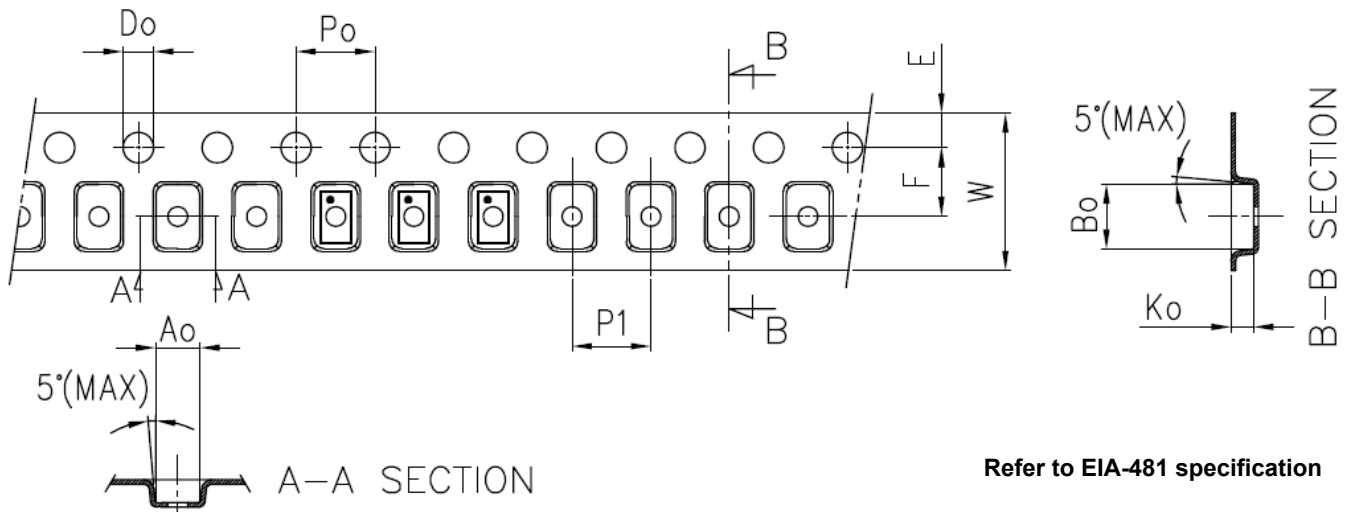 Do
Po
B
E
5°(MAX)
F
W
Bo
B-B SECTION
A
A
Ko
P1
B
Ao
5°(MAX)
A-A SECTION
Refer to EIA-481 specification